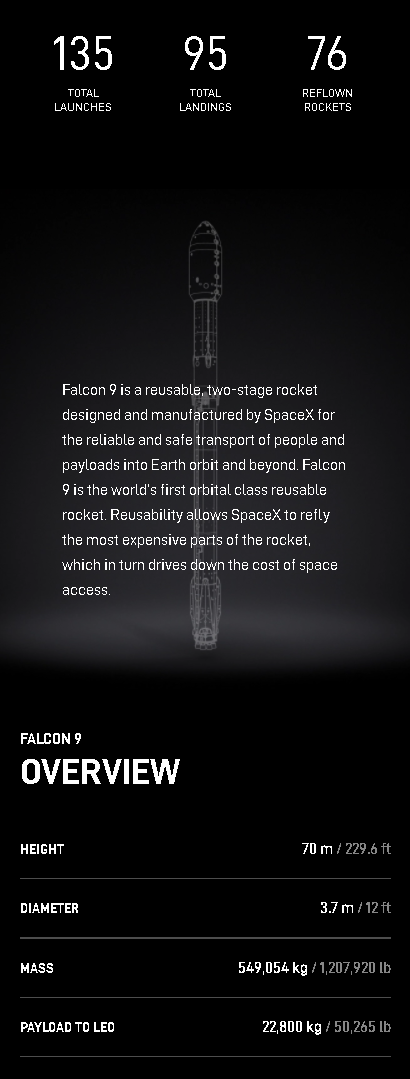 135 95 76
TOTAL TOTAL REFLOWN
LAUNCHES LANDINGS ROCKETS
Falcon 9 is a reusable, two-stage rocket
designed and manufactured by SpaceX for
the reliable and safe transport of people and
payloads into Earth orbit and beyond. Falcon
9 is the world's first orbital class reusable
rocket. Reusability allows SpaceX to refly
the most expensive parts of the rocket,
which in turn drives down the cost of space
access.
FALCON 9
OVERVIEW
HEIGHT 70 m / 229.6 ft
DIAMETER 3.7 m / 12 ft
MASS 549,054 kg / 1,207,920 lb
PAYLOAD TO LEO 22,800 kg / 50,265 lb